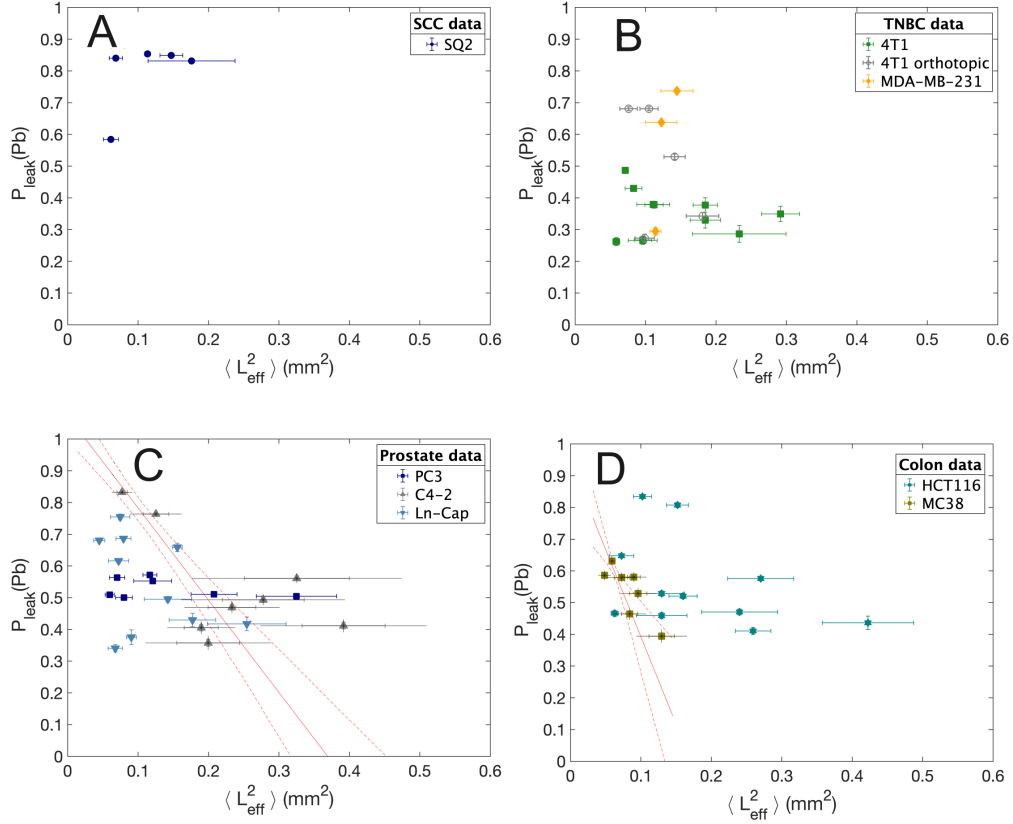 A
SCC data
SQ2
P_leak(Pb)
1
0.9
0.8
0.7
0.6
0.5
0.4
0.3
0.2
0.1
0
0 0.1 0.2 0.3 0.4 0.5 0.6
⟨ L²_eff ⟩ (mm²)
B
TNBC data
4T1
4T1 orthotopic
MDA-MB-231
P_leak(Pb)
1
0.9
0.8
0.7
0.6
0.5
0.4
0.3
0.2
0.1
0
0 0.1 0.2 0.3 0.4 0.5 0.6
⟨ L²_eff ⟩ (mm²)
C
Prostate data
PC3
C4-2
Ln-Cap
P_leak(Pb)
1
0.9
0.8
0.7
0.6
0.5
0.4
0.3
0.2
0.1
0
0 0.1 0.2 0.3 0.4 0.5 0.6
⟨ L²_eff ⟩ (mm²)
D
Colon data
HCT116
MC38
P_leak(Pb)
1
0.9
0.8
0.7
0.6
0.5
0.4
0.3
0.2
0.1
0
0 0.1 0.2 0.3 0.4 0.5 0.6
⟨ L²_eff ⟩ (mm²)